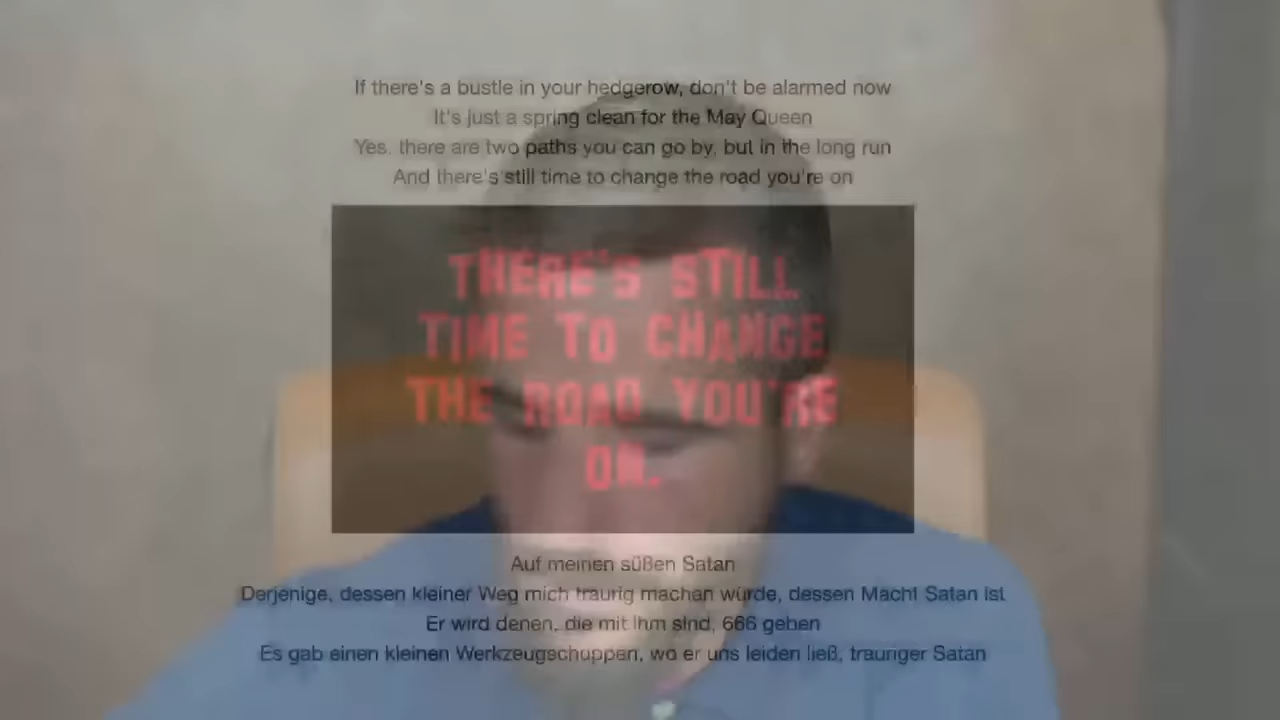 If there's a bustle in your hedgerow, don't be alarmed now
It's just a spring clean for the May Queen
Yes, there are two paths you can go by, but in the long run
And there's still time to change the road you're on
THERE'S STILL
TIME TO CHANGE
THE ROAD YOU'RE
ON.
Auf meinen süßen Satan
Derjenige, dessen kleiner Weg mich traurig machan würde, dessen Macht Satan ist
Er wird denen, die mit ihm sind, 666 geben
Es gab einen kleinen Werkzeugschuppen, wo er uns leiden ließ, trauriger Satan